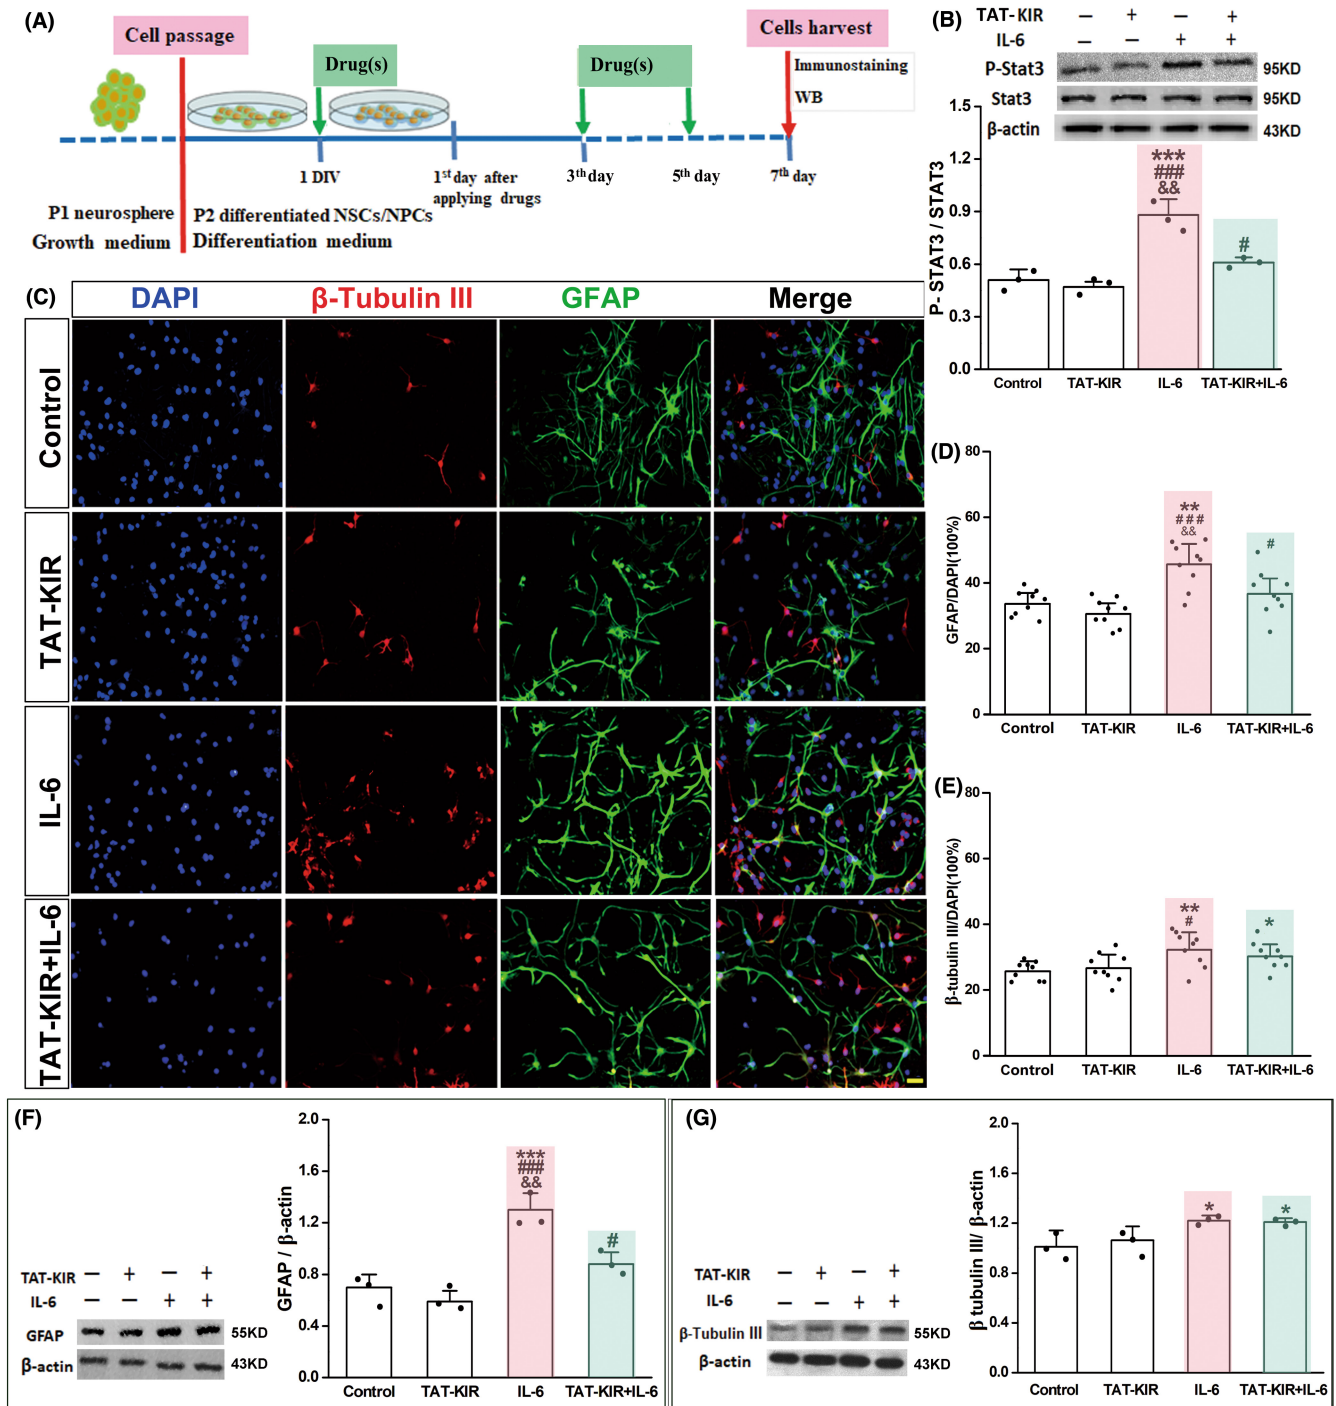 (A)
Cell passage
Drug(s)
Drug(s)
Cells harvest
Immunostaining
WB
1 DIV
1st day after
applying drugs
3th day
5th day
7th day
P1 neurosphere
Growth medium
P2 differentiated NSCs/NPCs
Differentiation medium
(B)
TAT-KIR − + − +
IL-6 − − + +
P-Stat3 95KD
Stat3 95KD
β-actin 43KD
P- STAT3 / STAT3
1.5
1.2
0.9
0.6
0.3
0.0
***
###
&&
#
Control TAT-KIR IL-6 TAT-KIR+IL-6
(C)
DAPI β-Tubulin III GFAP Merge
Control
TAT-KIR
IL-6
TAT-KIR+IL-6
(D)
GFAP/DAPI(100%)
80
60
40
20
0
**
###
&&
#
Control TAT-KIR IL-6 TAT-KIR+IL-6
(E)
β-tubulin III/DAPI(100%)
80
60
40
20
0
**
#
*
Control TAT-KIR IL-6 TAT-KIR+IL-6
(F)
TAT-KIR − + − +
IL-6 − − + +
GFAP 55KD
β-actin 43KD
GFAP / β-actin
2.0
1.6
1.2
0.8
0.4
0.0
***
###
&&
#
Control TAT-KIR IL-6 TAT-KIR+IL-6
(G)
TAT-KIR − + − +
IL-6 − − + +
β-Tubulin III 55KD
β-actin 43KD
β tubulin III/ β-actin
2.0
1.6
1.2
0.8
0.4
0.0
*
*
Control TAT-KIR IL-6 TAT-KIR+IL-6